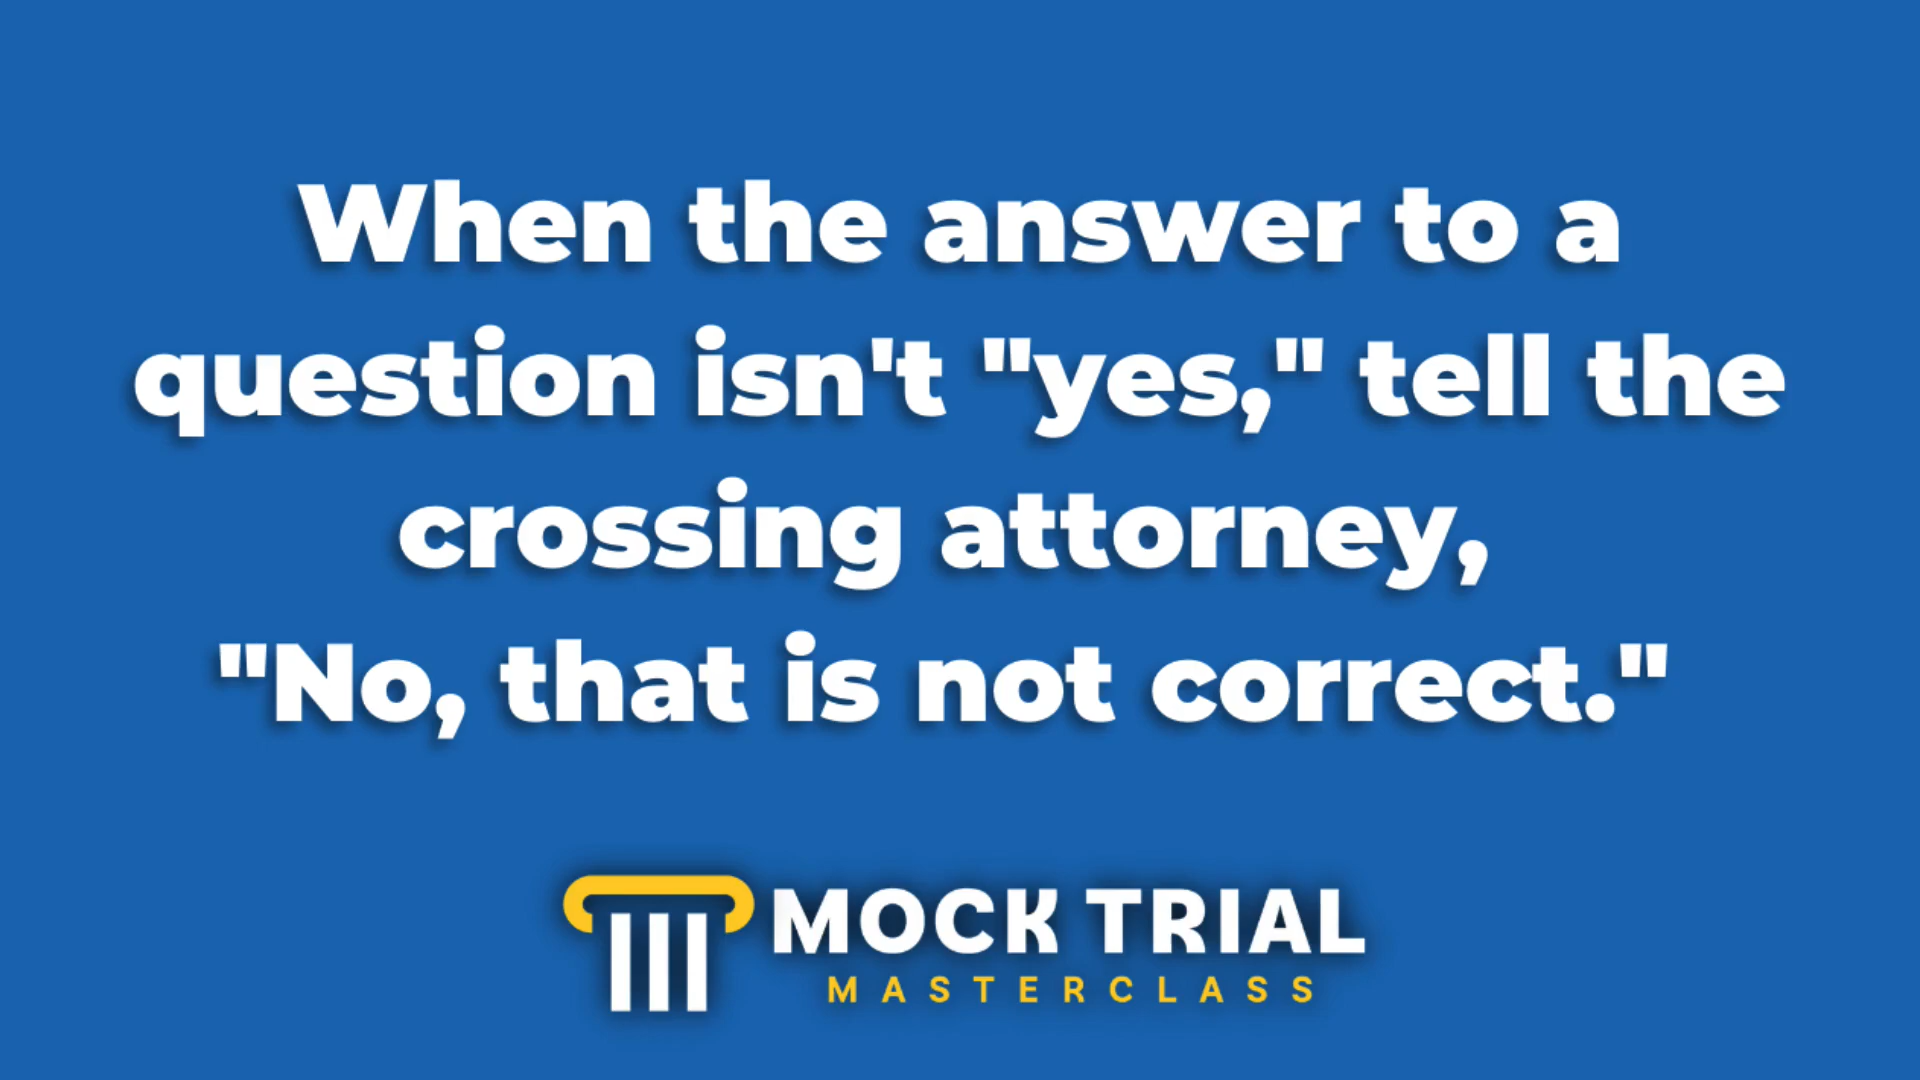 When the answer to a
question isn't "yes," tell the
crossing attorney,
"No, that is not correct."
MOCK TRIAL
MASTERCLASS